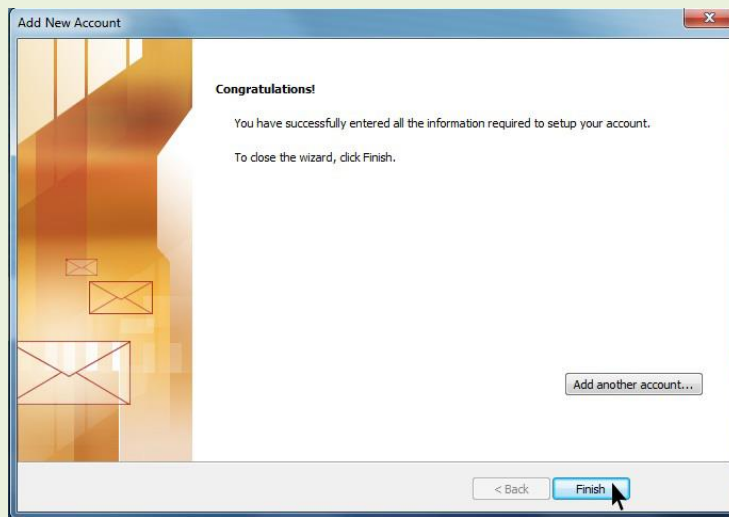 Add New Account
X
Congratulations!
You have successfully entered all the information required to setup your account.
To close the wizard, click Finish.
Add another account...
< Back Finish